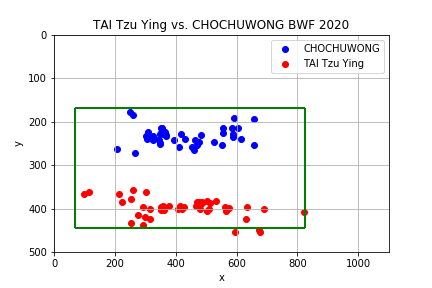 TAI Tzu Ying vs. CHOCHUWONG BWF 2020
CHOCHUWONG
TAI Tzu Ying
y
0
100
200
300
400
500
0 200 400 600 800 1000
x